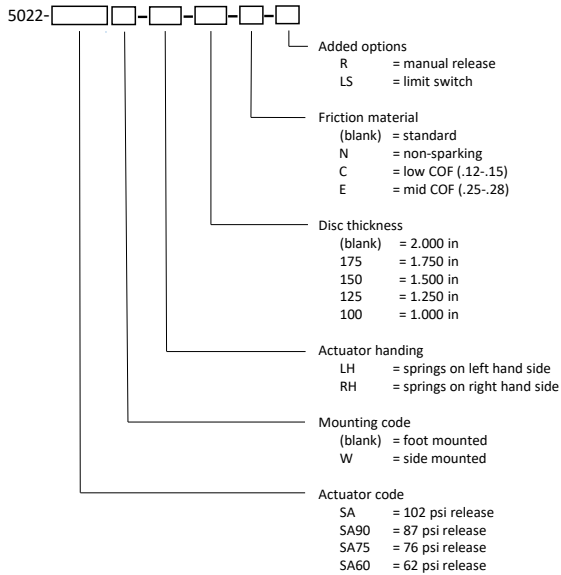 5022-
Added options
R = manual release
LS = limit switch
Friction material
(blank) = standard
N = non-sparking
C = low COF (.12-.15)
E = mid COF (.25-.28)
Disc thickness
(blank) = 2.000 in
175 = 1.750 in
150 = 1.500 in
125 = 1.250 in
100 = 1.000 in
Actuator handing
LH = springs on left hand side
RH = springs on right hand side
Mounting code
(blank) = foot mounted
W = side mounted
Actuator code
SA = 102 psi release
SA90 = 87 psi release
SA75 = 76 psi release
SA60 = 62 psi release